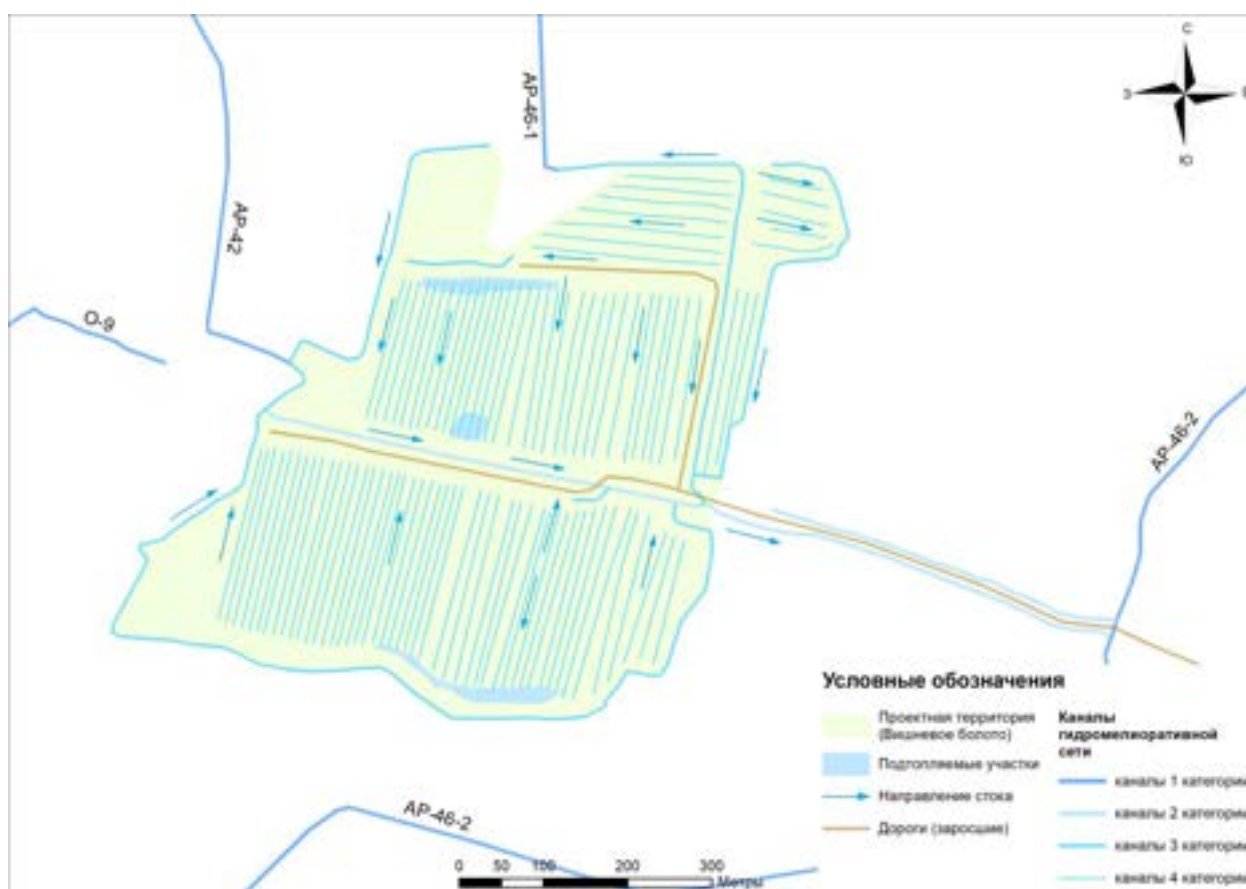 С
З
В
Ю
АР-46-1
АР-42
О-9
АР-46-2
АР-46-2
Условные обозначения
Проектная территория
(Вишневое болото)
Подтопляемые участки
Направление стока
Дороги (заросшие)
Каналы
гидромелиоративной
сети
каналы 1 категории
каналы 2 категории
каналы 3 категории
каналы 4 категории
0 50 100 200 300
Метры